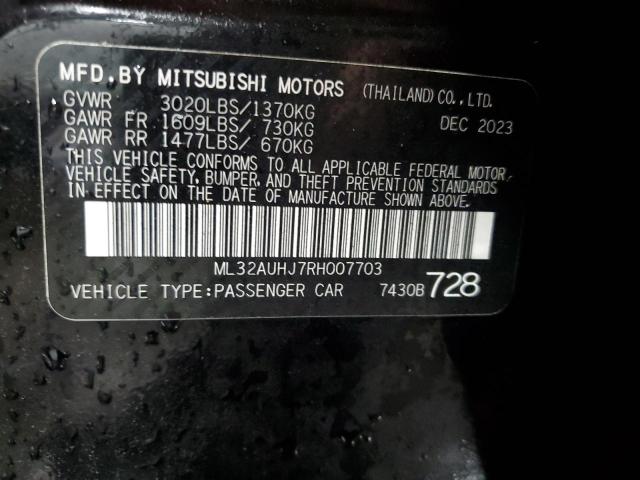 MFD. BY MITSUBISHI MOTORS (THAILAND) CO., LTD.
GVWR 3020LBS/1370KG DEC 2023
GAWR FR 1609LBS/ 730KG
GAWR RR 1477LBS/ 670KG
THIS VEHICLE CONFORMS TO ALL APPLICABLE FEDERAL MOTOR
VEHICLE SAFETY, BUMPER, AND THEFT PREVENTION STANDARDS
IN EFFECT ON THE DATE OF MANUFACTURE SHOWN ABOVE.
ML32AUHJ7RH007703
VEHICLE TYPE:PASSENGER CAR 7430B 728